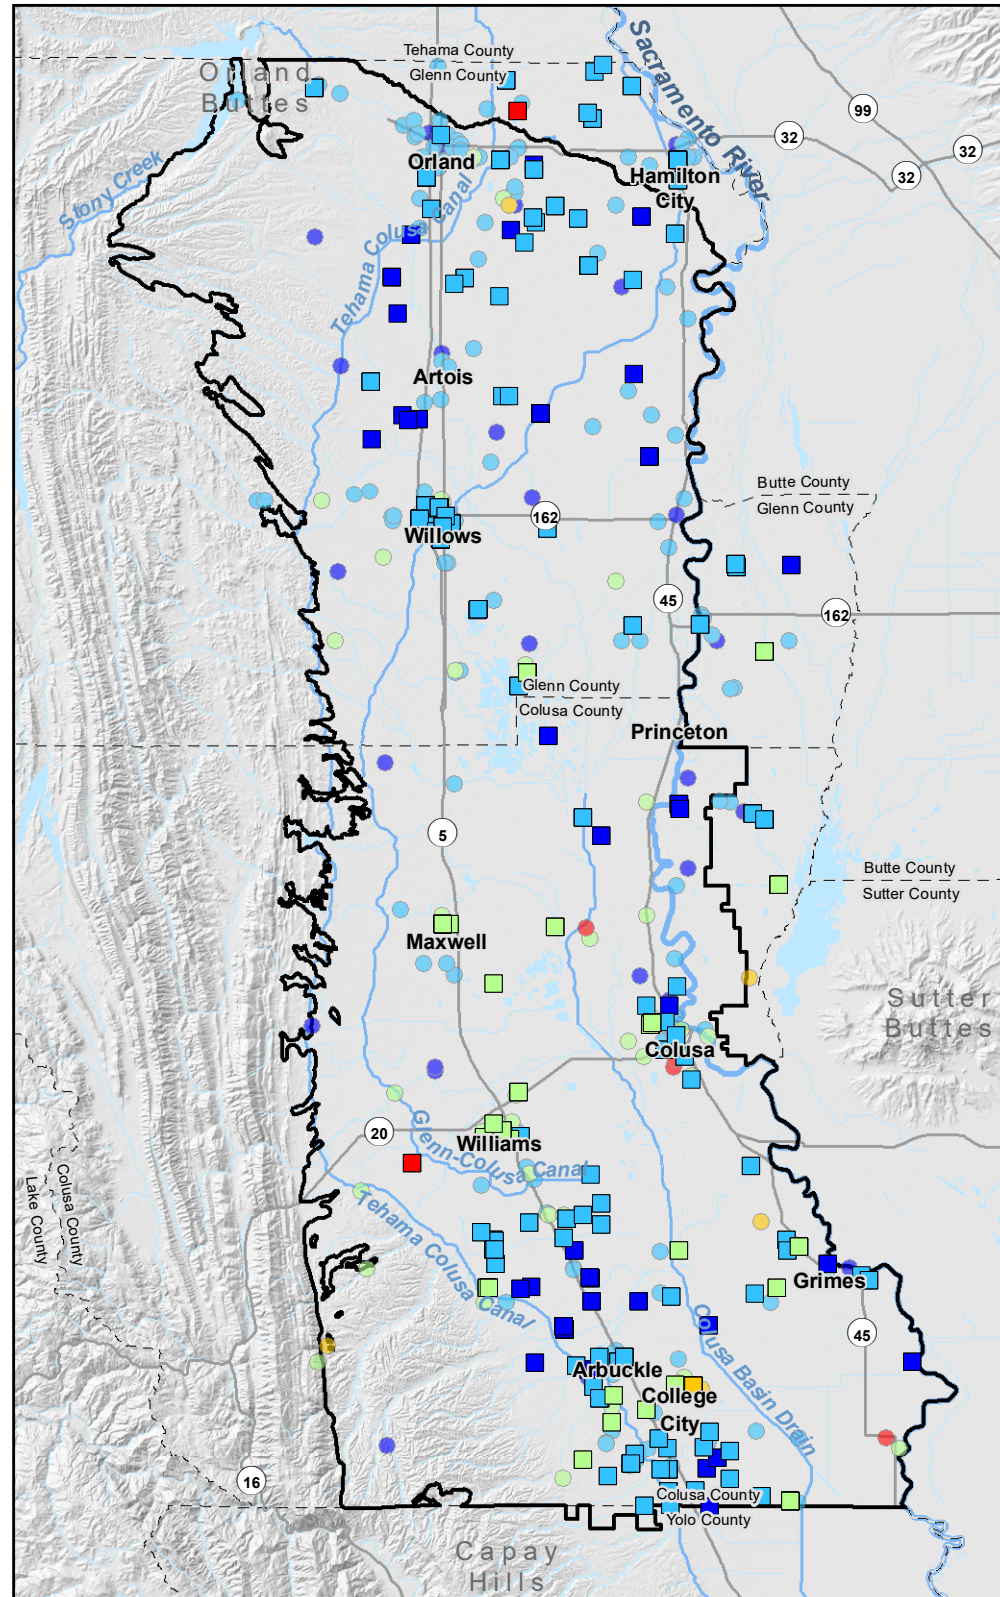 Tehama County
Glenn County
Orland
Buttes
Sacramento River
99
32
32
32
Orland
Hamilton
City
Stony Creek
Tehama Colusa Canal
Artois
Butte County
Glenn County
162
Willows
45
162
Glenn County
Colusa County
Princeton
5
Butte County
Sutter County
Maxwell
Sutter
Buttes
Colusa
20
Williams
Glenn-Colusa Canal
Colusa County
Lake County
Tehama Colusa Canal
Grimes
Colusa Basin Drain
45
Arbuckle
College
City
16
Colusa County
Yolo County
Capay
Hills